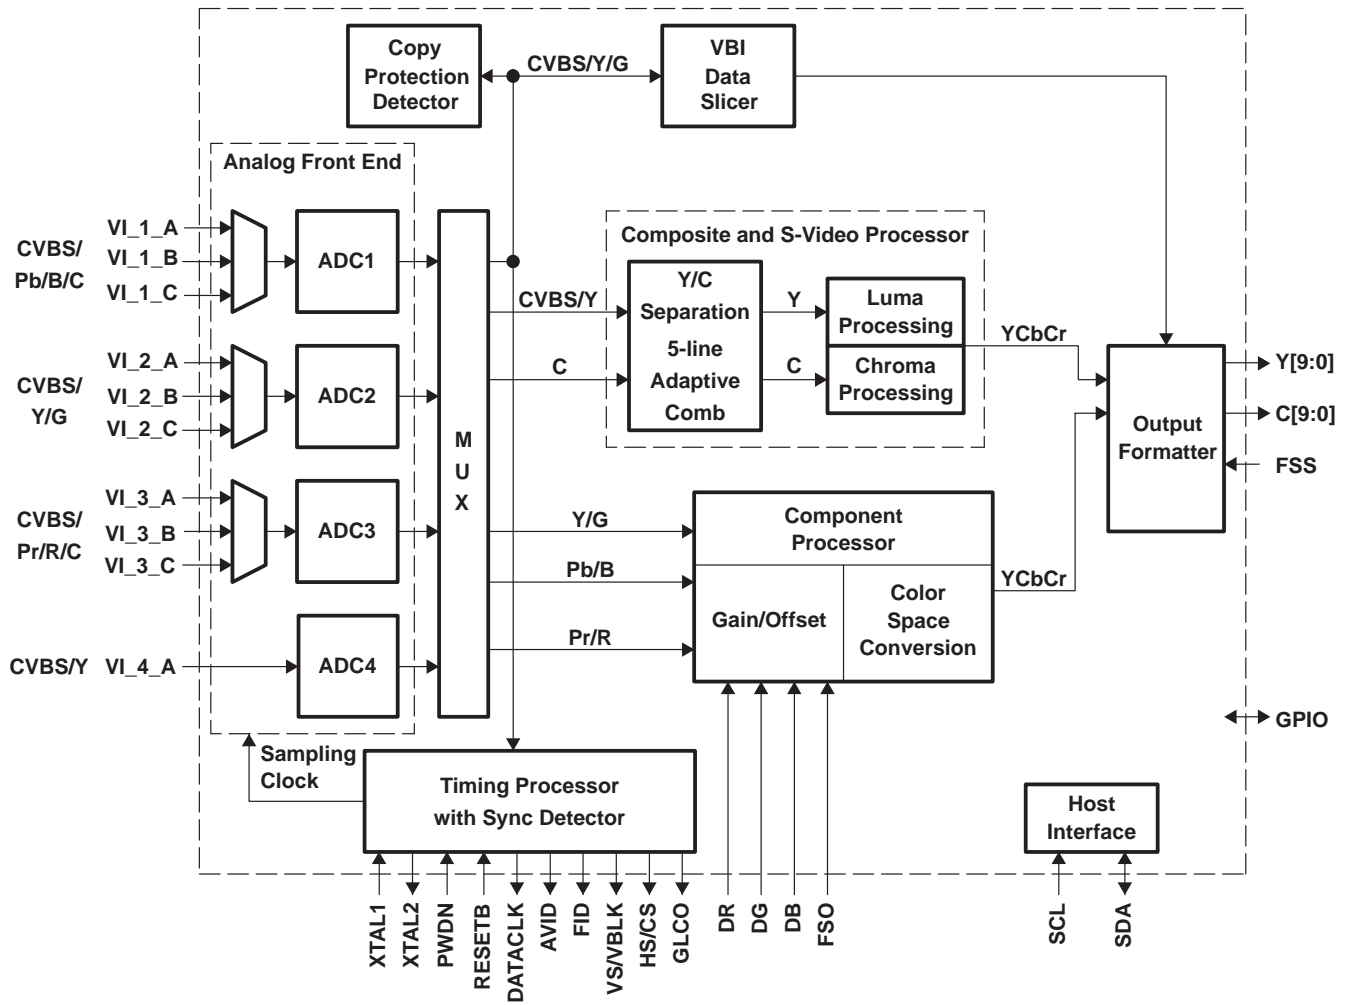 Copy
Protection
Detector
CVBS/Y/G
VBI
Data
Slicer
Analog Front End
CVBS/
Pb/B/C
VI_1_A
VI_1_B
VI_1_C
ADC1
CVBS/
Y/G
VI_2_A
VI_2_B
VI_2_C
ADC2
CVBS/
Pr/R/C
VI_3_A
VI_3_B
VI_3_C
ADC3
CVBS/Y
VI_4_A
ADC4
M
U
X
Composite and S-Video Processor
CVBS/Y
C
Y/C
Separation
5-line
Adaptive
Comb
Y
C
Luma
Processing
Chroma
Processing
YCbCr
Y/G
Pb/B
Pr/R
Component
Processor
Gain/Offset
Color
Space
Conversion
YCbCr
Output
Formatter
Y[9:0]
C[9:0]
FSS
GPIO
Sampling
Clock
Timing Processor
with Sync Detector
Host
Interface
XTAL1
XTAL2
PWDN
RESETB
DATACLK
AVID
FID
VS/VBLK
HS/CS
GLCO
DR
DG
DB
FSO
SCL
SDA